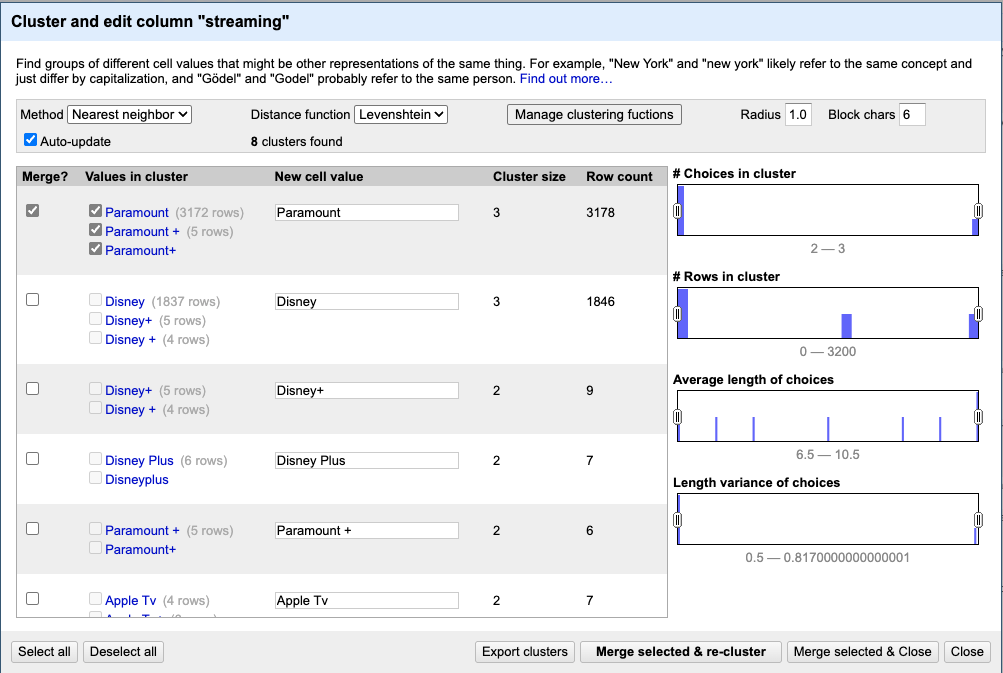 Cluster and edit column "streaming"
Find groups of different cell values that might be other representations of the same thing. For example, "New York" and "new york" likely refer to the same concept and
just differ by capitalization, and "Gödel" and "Godel" probably refer to the same person. Find out more…
Method Nearest neighbor Distance function Levenshtein Manage clustering fuctions Radius 1.0 Block chars 6
Auto-update 8 clusters found
Merge? Values in cluster New cell value Cluster size Row count
Paramount (3172 rows) Paramount 3 3178
Paramount + (5 rows)
Paramount+
Disney (1837 rows) Disney 3 1846
Disney+ (5 rows)
Disney + (4 rows)
Disney+ (5 rows) Disney+ 2 9
Disney + (4 rows)
Disney Plus (6 rows) Disney Plus 2 7
Disneyplus
Paramount + (5 rows) Paramount + 2 6
Paramount+
Apple Tv (4 rows) Apple Tv 2 7
# Choices in cluster
2 — 3
# Rows in cluster
0 — 3200
Average length of choices
6.5 — 10.5
Length variance of choices
0.5 — 0.8170000000000001
Select all Deselect all Export clusters Merge selected & re-cluster Merge selected & Close Close